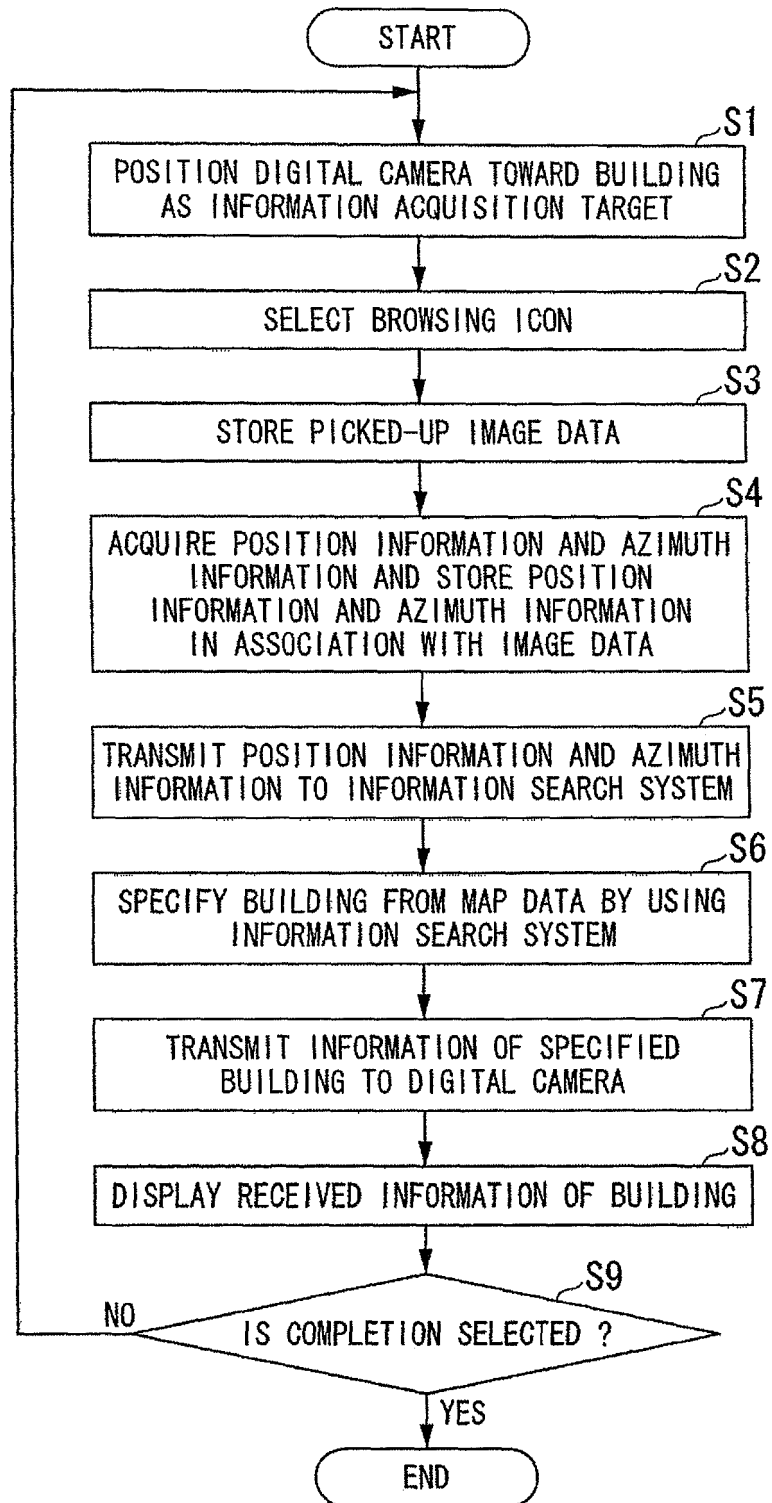 START
S1
POSITION DIGITAL CAMERA TOWARD BUILDING
AS INFORMATION ACQUISITION TARGET
S2
SELECT BROWSING ICON
S3
STORE PICKED-UP IMAGE DATA
S4
ACQUIRE POSITION INFORMATION AND AZIMUTH
INFORMATION AND STORE POSITION
INFORMATION AND AZIMUTH INFORMATION
IN ASSOCIATION WITH IMAGE DATA
S5
TRANSMIT POSITION INFORMATION AND AZIMUTH
INFORMATION TO INFORMATION SEARCH SYSTEM
S6
SPECIFY BUILDING FROM MAP DATA BY USING
INFORMATION SEARCH SYSTEM
S7
TRANSMIT INFORMATION OF SPECIFIED
BUILDING TO DIGITAL CAMERA
S8
DISPLAY RECEIVED INFORMATION OF BUILDING
S9
NO
IS COMPLETION SELECTED ?
YES
END